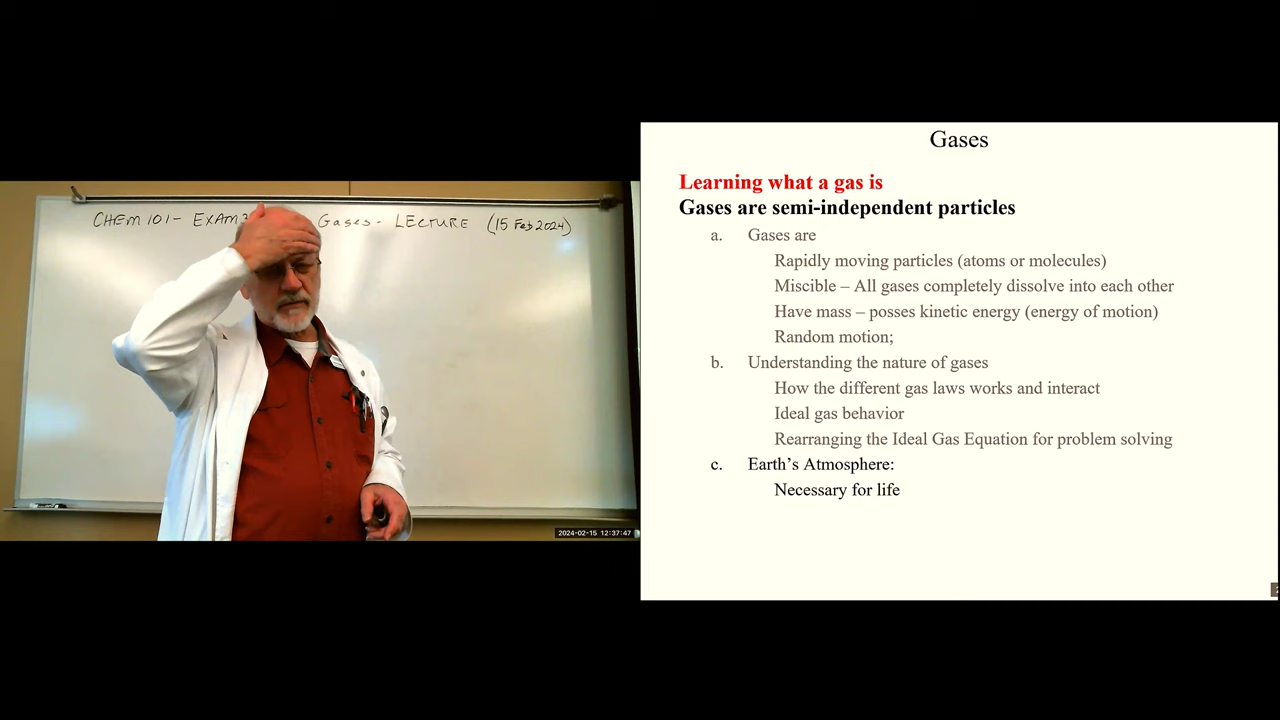 CHEM 101- EXAM Gases- LECTURE (15 Feb 2024)
2024-02-15 12:37:47
Gases
Learning what a gas is
Gases are semi-independent particles
a. Gases are
Rapidly moving particles (atoms or molecules)
Miscible – All gases completely dissolve into each other
Have mass – posses kinetic energy (energy of motion)
Random motion;
b. Understanding the nature of gases
How the different gas laws works and interact
Ideal gas behavior
Rearranging the Ideal Gas Equation for problem solving
c. Earth’s Atmosphere:
Necessary for life